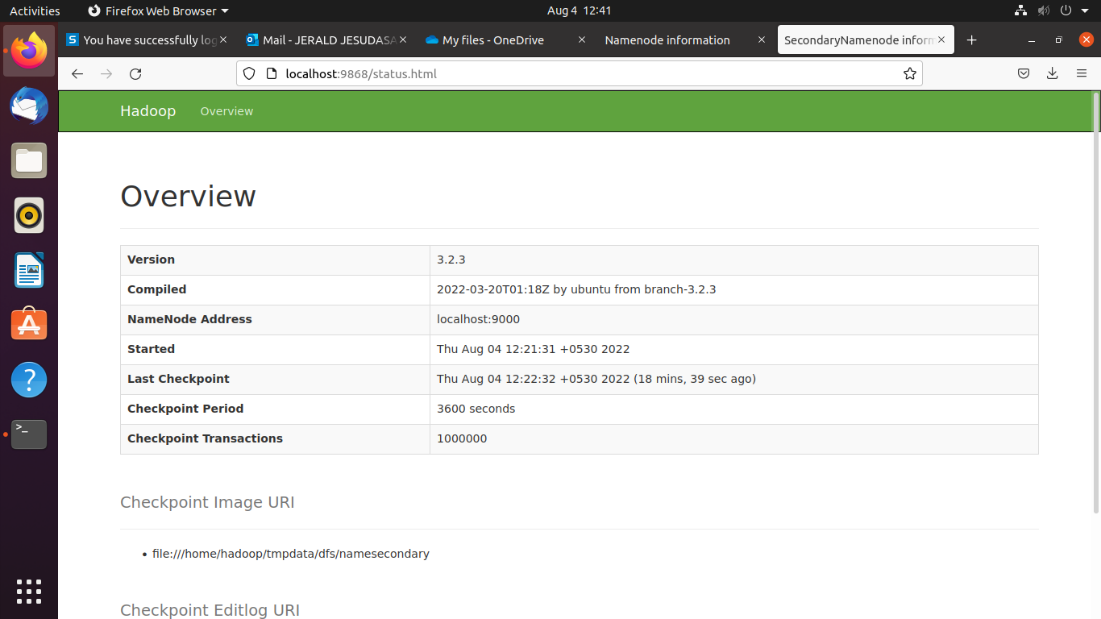 Activities Firefox Web Browser Aug 4 12:41
You have successfully log Mail - JERALD JESUDASA My files - OneDrive Namenode information SecondaryNamenode inform
localhost:9868/status.html
Hadoop Overview
Overview
Version 3.2.3
Compiled 2022-03-20T01:18Z by ubuntu from branch-3.2.3
NameNode Address localhost:9000
Started Thu Aug 04 12:21:31 +0530 2022
Last Checkpoint Thu Aug 04 12:22:32 +0530 2022 (18 mins, 39 sec ago)
Checkpoint Period 3600 seconds
Checkpoint Transactions 1000000
Checkpoint Image URI
file:///home/hadoop/tmpdata/dfs/namesecondary
Checkpoint Editlog URI